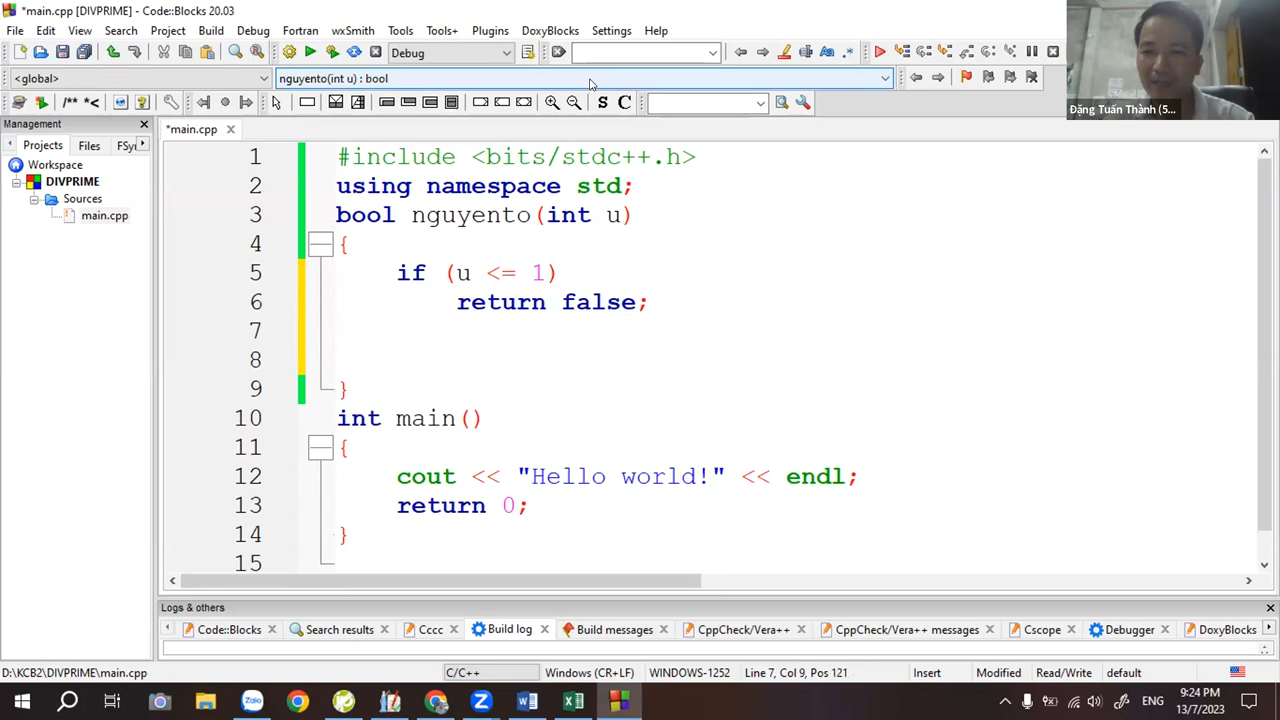 *main.cpp [DIVPRIME] - Code::Blocks 20.03
File Edit View Search Project Build Debug Fortran wxSmith Tools Tools+ Plugins DoxyBlocks Settings Help
Debug
<global> nguyento(int u) : bool
/** *< S C
Đặng Tuấn Thành (5...
Management
*main.cpp
Projects Files FSy
Workspace
DIVPRIME
Sources
main.cpp
1 #include <bits/stdc++.h>
2 using namespace std;
3 bool nguyento(int u)
4 {
5 if (u <= 1)
6 return false;
7
8
9 }
10 int main()
11 {
12 cout << "Hello world!" << endl;
13 return 0;
14 }
15
Logs & others
Code::Blocks Search results Cccc Build log Build messages CppCheck/Vera++ CppCheck/Vera++ messages Cscope Debugger DoxyBlocks
D:\KCB2\DIVPRIME\main.cpp C/C++ Windows (CR+LF) WINDOWS-1252 Line 7, Col 9, Pos 121 Insert Modified Read/Write default
Zalo ENG 9:24 PM
13/7/2023